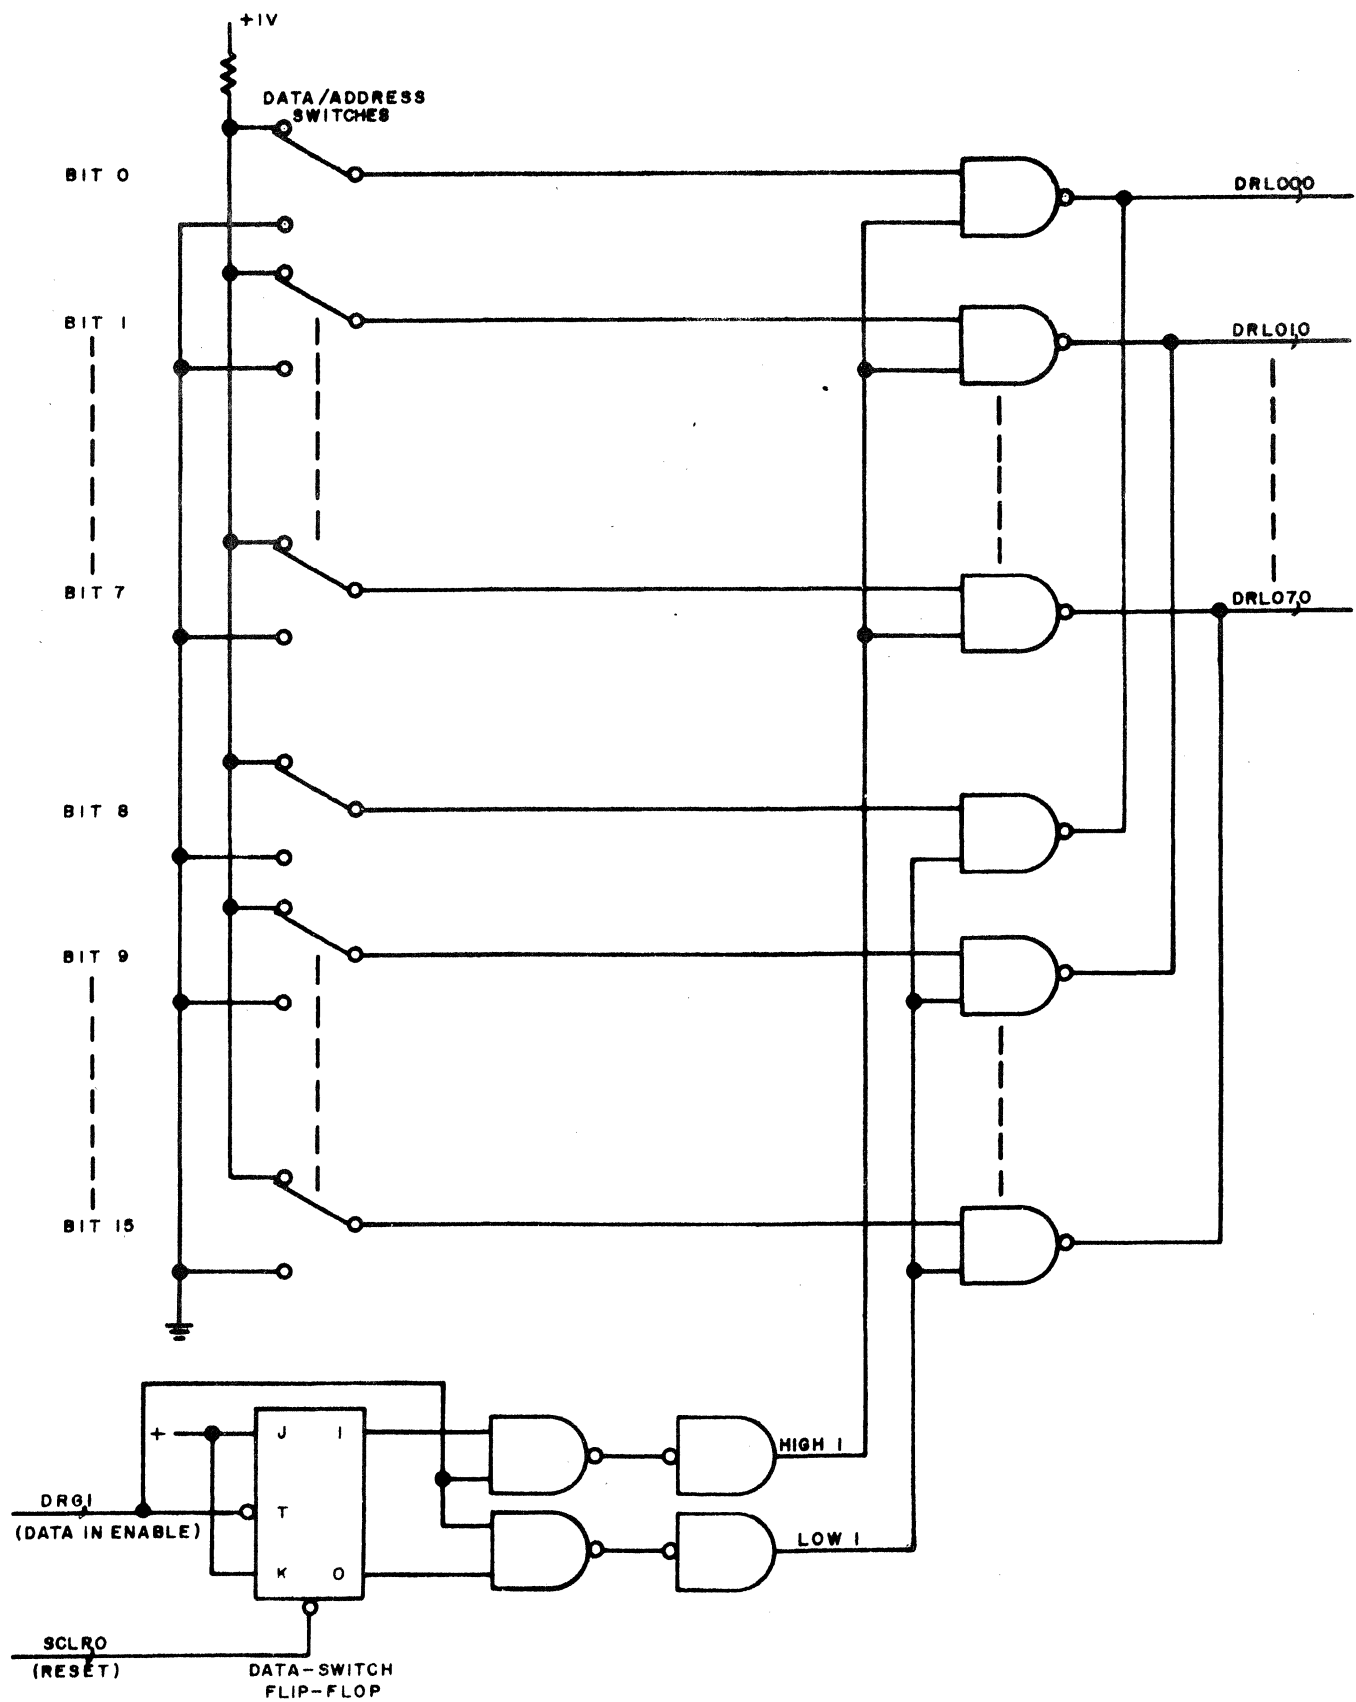 +1V
DATA/ADDRESS
SWITCHES
BIT 0
DRL000
BIT 1
DRL010
BIT 7
DRL070
BIT 8
BIT 9
BIT 15
+
J
1
HIGH 1
DRG1
T
(DATA IN ENABLE)
LOW 1
K
0
SCLR0
(RESET)
DATA-SWITCH
FLIP-FLOP